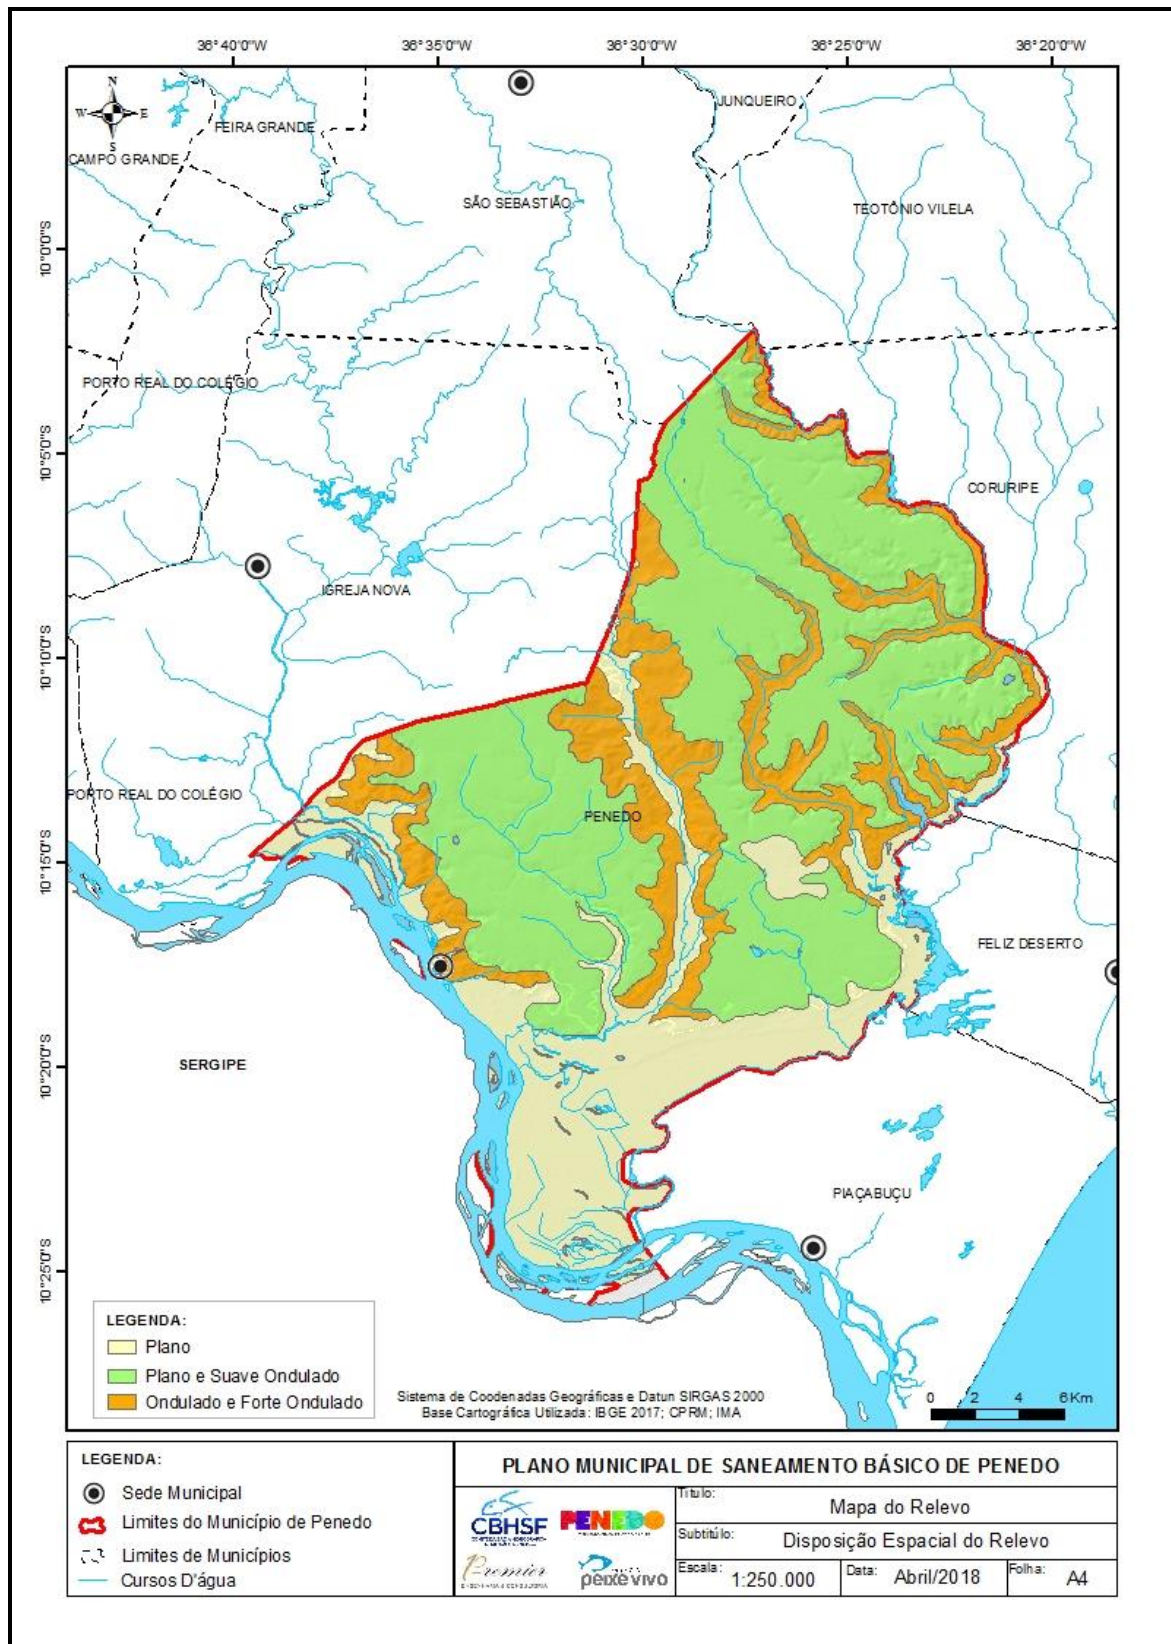 36°40'0"W 36°35'0"W 36°30'0"W 36°25'0"W 36°20'0"W
N
W E
S
JUNQUEIRO
FEIRA GRANDE
CAMPO GRANDE
SÃO SEBASTIÃO
TEOTÔNIO VILELA
10°0'0"S
PORTO REAL DO COLÉGIO
10°5'0"S
CORURIPE
IGREJA NOVA
10°10'0"S
PORTO REAL DO COLÉGIO
PENEDO
10°15'0"S
FELIZ DESERTO
SERGIPE
10°20'0"S
PIAÇABUÇU
10°25'0"S
LEGENDA:
Plano
Plano e Suave Ondulado
Ondulado e Forte Ondulado
Sistema de Coodenadas Geográficas e Datun SIRGAS 2000
Base Cartográfica Utilizada: IBGE 2017; CPRM; IMA
0 2 4 6 Km
LEGENDA:
Sede Municipal
Limites do Município de Penedo
Limites de Municípios
Cursos D'água
PLANO MUNICIPAL DE SANEAMENTO BÁSICO DE PENEDO
CBHSF
PENEDO
Premier
peixe vivo
Titulo:
Mapa do Relevo
Subtitúlo:
Disposição Espacial do Relevo
Escala:
1:250.000
Data:
Abril/2018
Folha:
A4